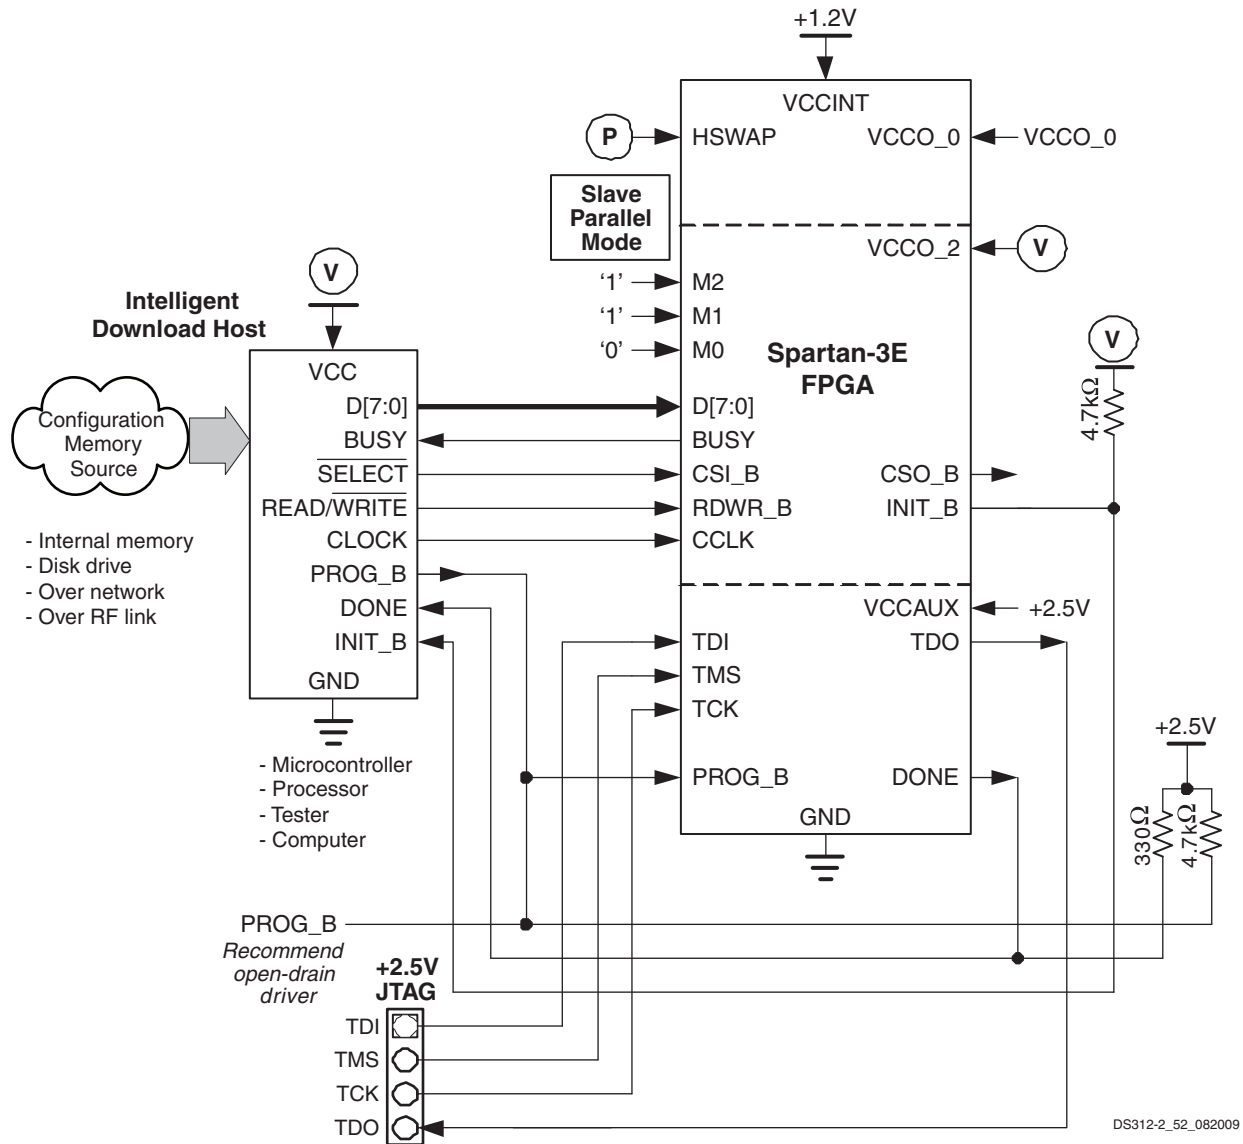 +1.2V
VCCINT
P
HSWAP
VCCO_0
VCCO_0
Slave
Parallel
Mode
VCCO_2
V
‘1’
M2
‘1’
M1
‘0’
M0
Spartan-3E
FPGA
V
Intelligent
Download Host
VCC
Configuration
Memory
Source
D[7:0]
BUSY
SELECT
READ/WRITE
CLOCK
PROG_B
DONE
INIT_B
GND
D[7:0]
BUSY
CSI_B
RDWR_B
CCLK
CSO_B
INIT_B
V
4.7kΩ
- Internal memory
- Disk drive
- Over network
- Over RF link
- Microcontroller
- Processor
- Tester
- Computer
VCCAUX
+2.5V
TDI
TDO
TMS
TCK
PROG_B
DONE
GND
+2.5V
330Ω
4.7kΩ
PROG_B
Recommend
open-drain
driver
+2.5V
JTAG
TDI
TMS
TCK
TDO
DS312-2_52_082009